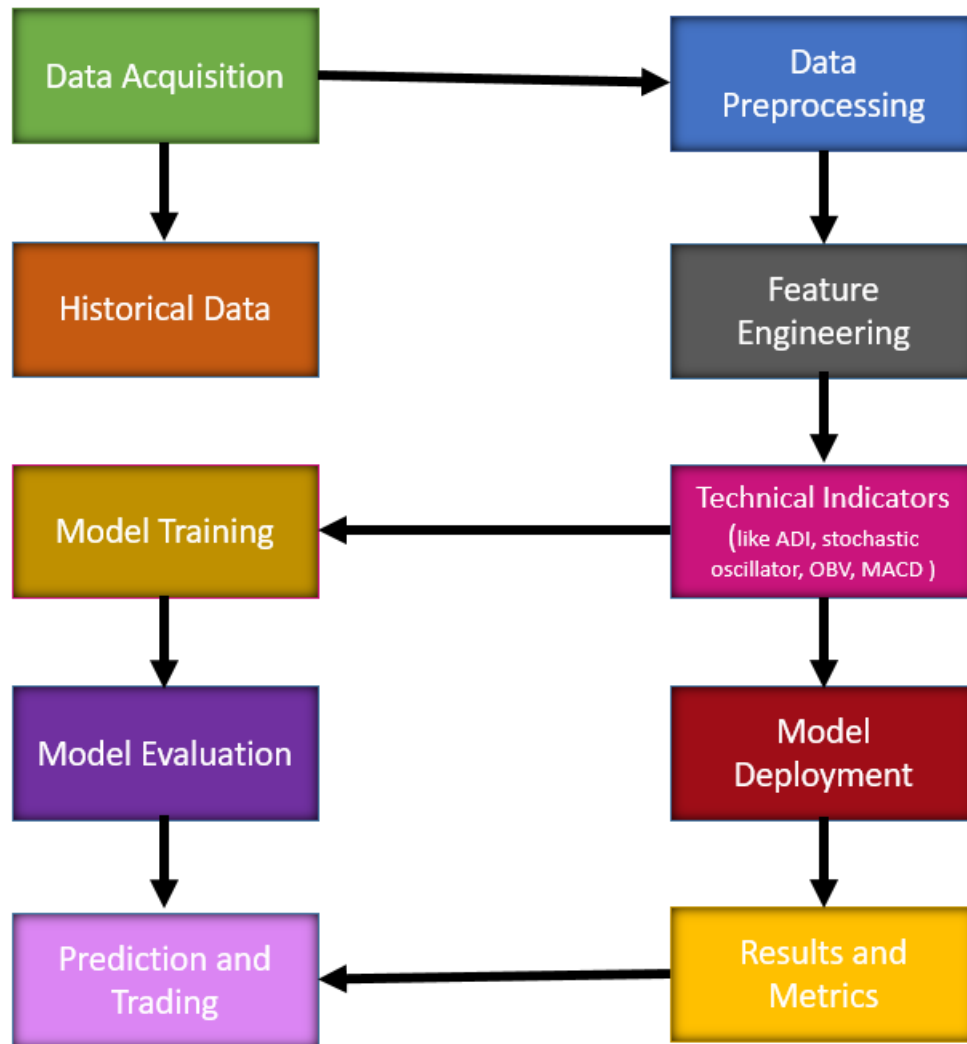 Data Acquisition
Data
Preprocessing
Historical Data
Feature
Engineering
Model Training
Technical Indicators
(like ADI, stochastic
oscillator, OBV, MACD )
Model Evaluation
Model
Deployment
Prediction and
Trading
Results and
Metrics